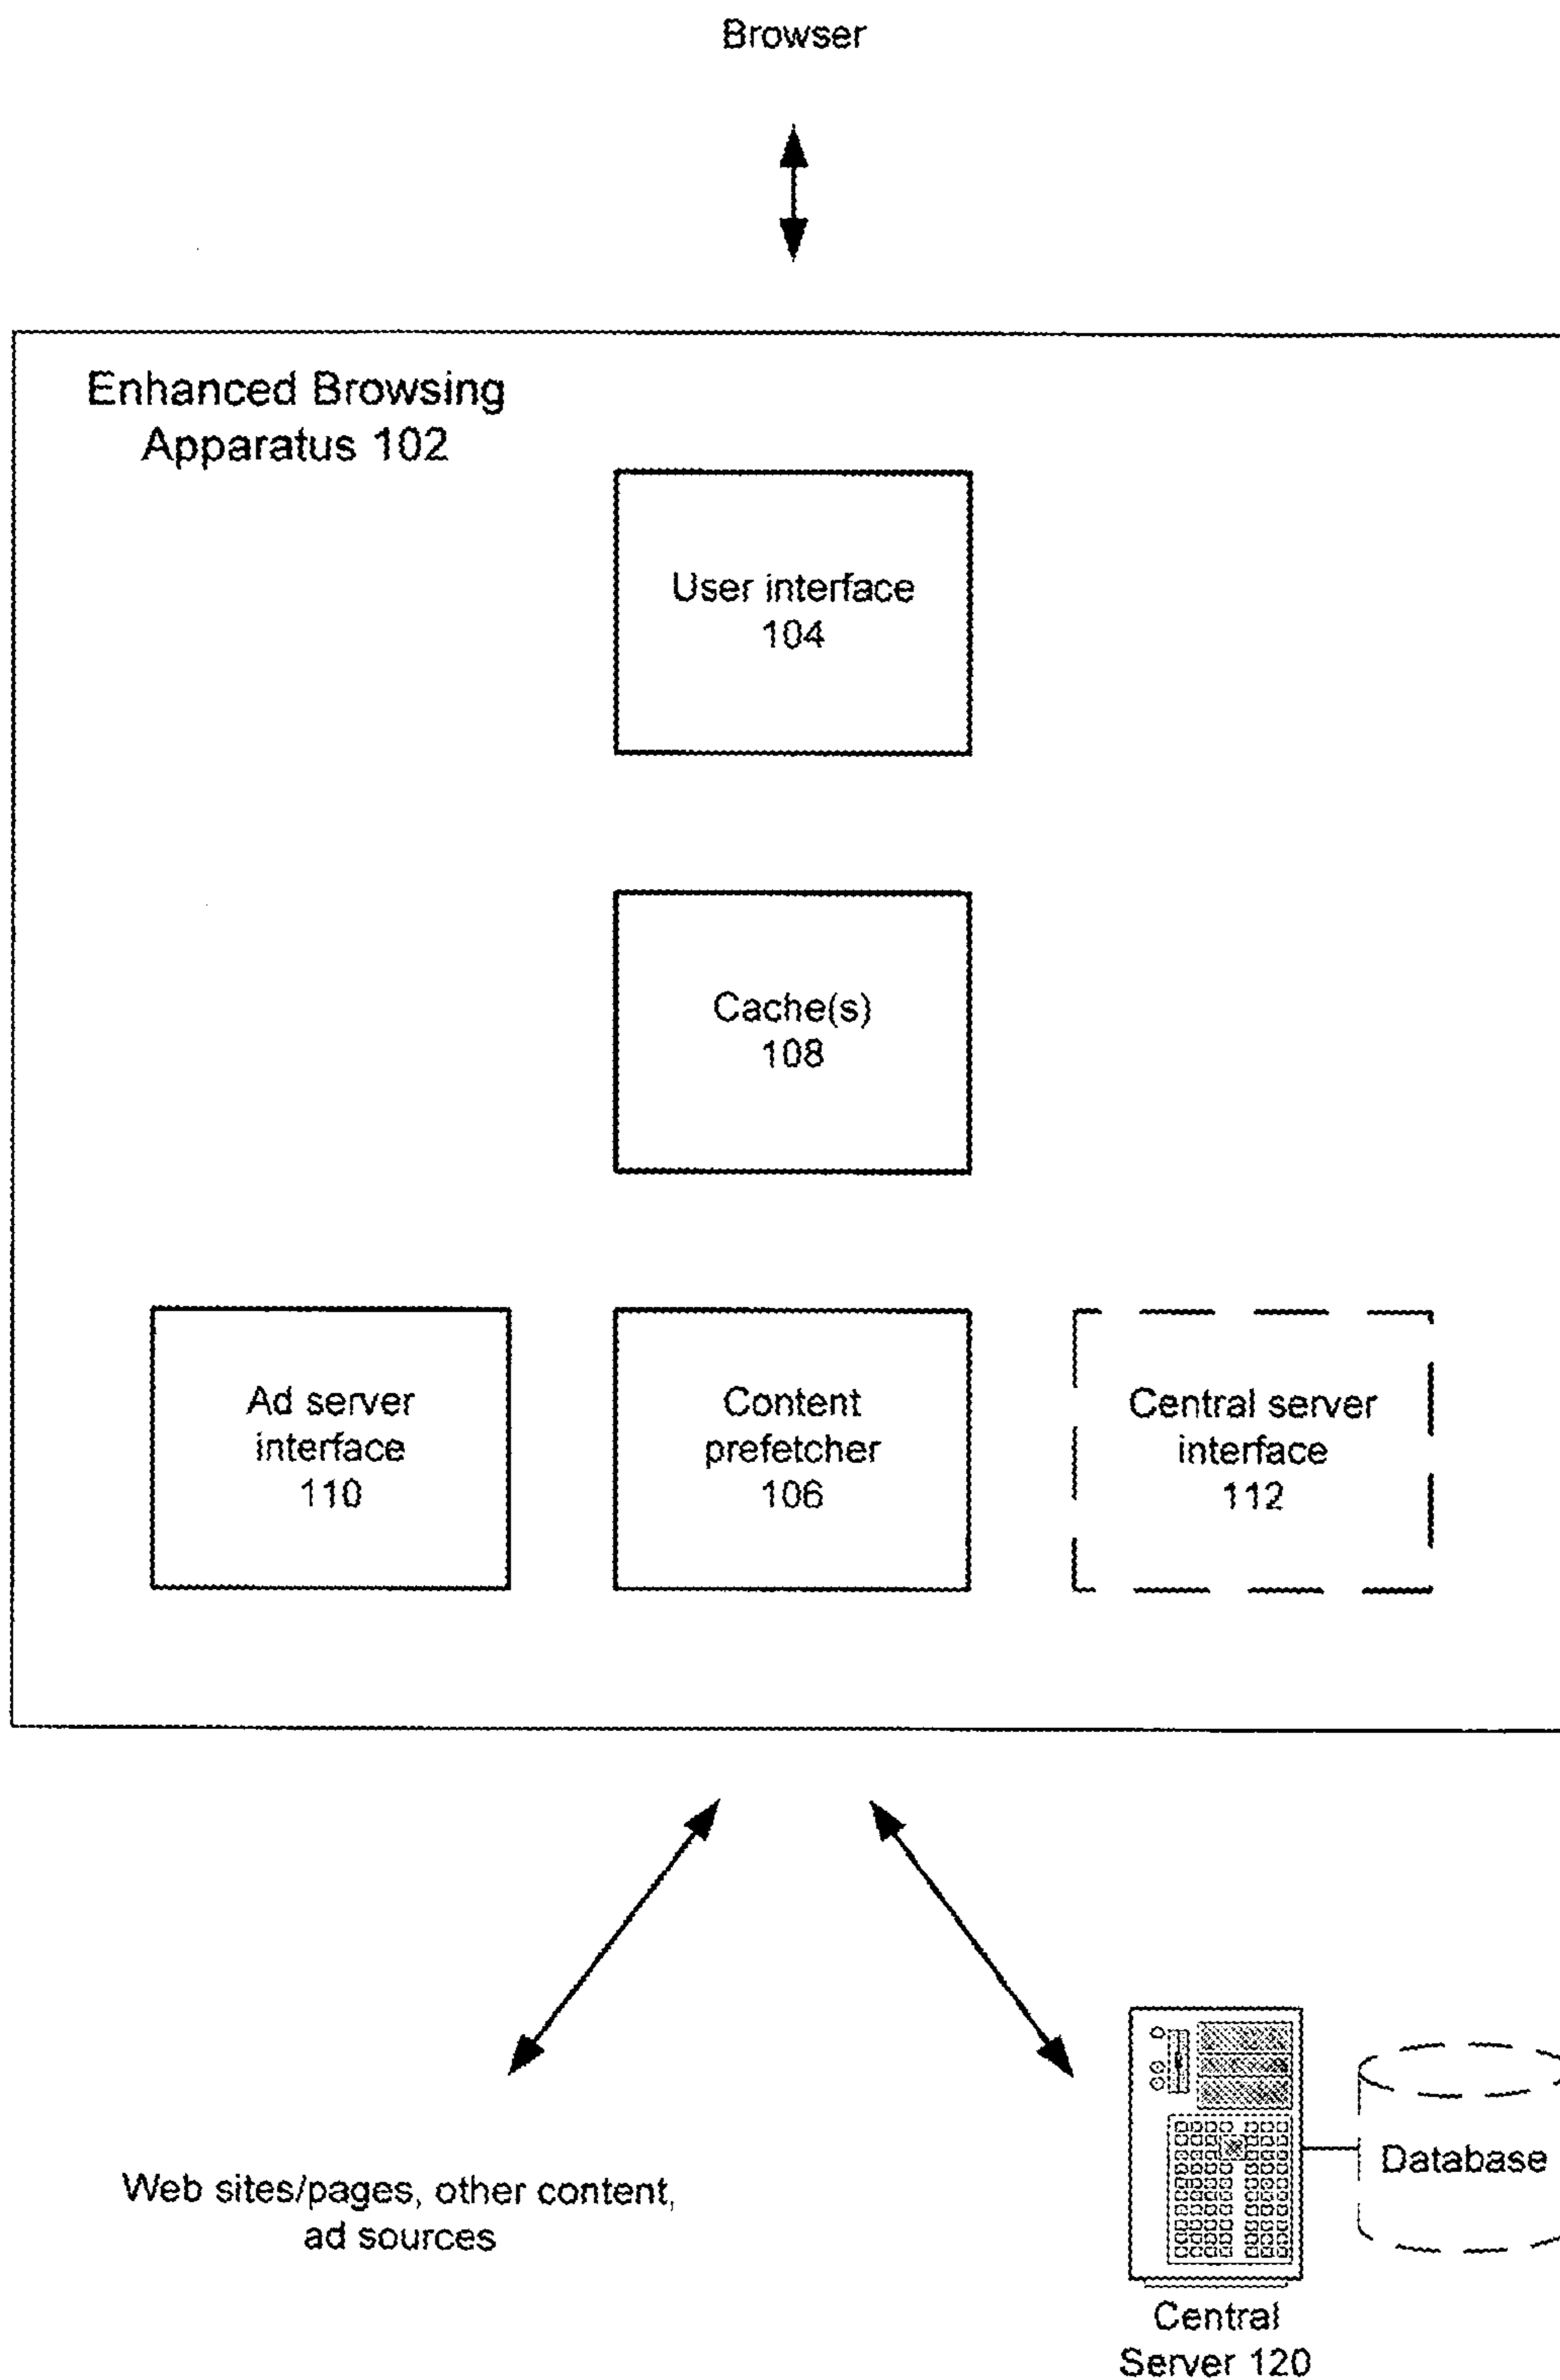 Browser
Enhanced Browsing
Apparatus 102
User interface
104
Cache(s)
108
Ad server
interface
110
Content
prefetcher
106
Central server
interface
112
Web sites/pages, other content,
ad sources
Database
Central
Server 120